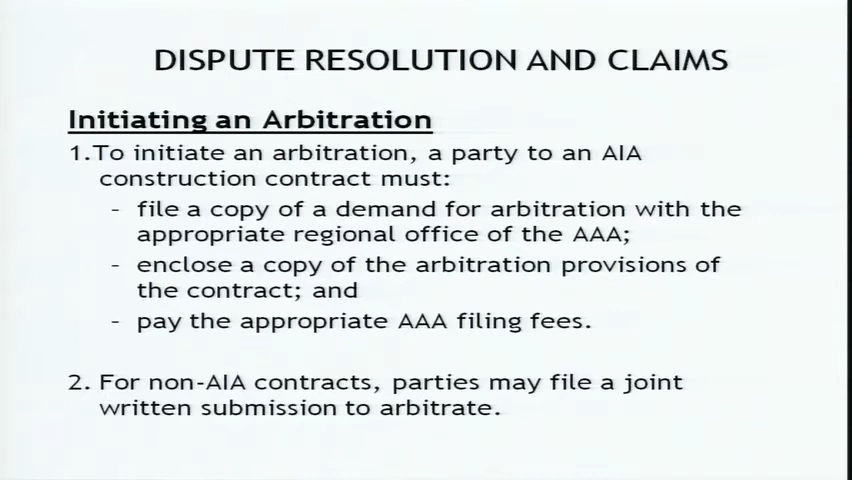 DISPUTE RESOLUTION AND CLAIMS
Initiating an Arbitration
1.To initiate an arbitration, a party to an AIA
construction contract must:
- file a copy of a demand for arbitration with the
appropriate regional office of the AAA;
- enclose a copy of the arbitration provisions of
the contract; and
- pay the appropriate AAA filing fees.
2. For non-AIA contracts, parties may file a joint
written submission to arbitrate.